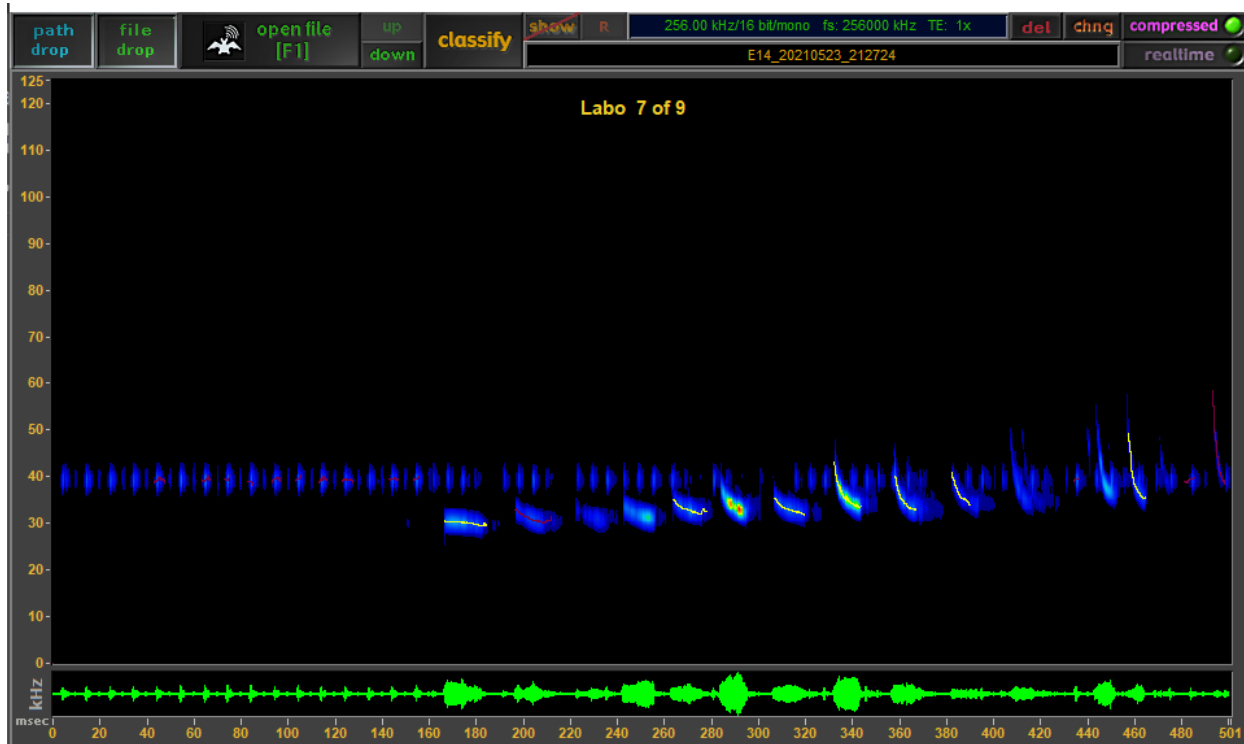 path drop
file drop
open file [F1]
up
down
classify
show
R
256.00 kHz/16 bit/mono fs: 256000 kHz TE: 1x
del
chng
compressed
E14_20210523_212724
realtime
Labo 7 of 9
125
120
110
100
90
80
70
60
50
40
30
20
10
0
kHz
msec
0 20 40 60 80 100 120 140 160 180 200 220 240 260 280 300 320 340 360 380 400 420 440 460 480 501